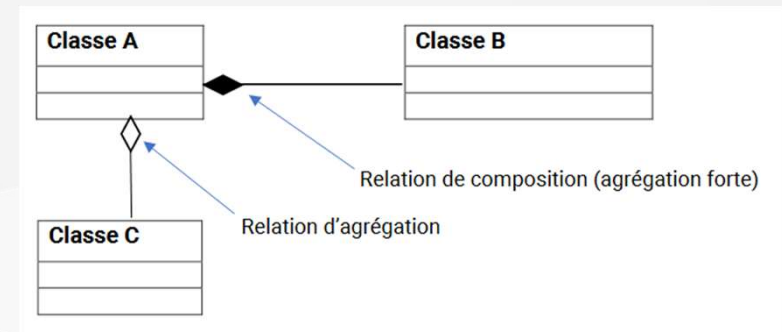 Classe A
Classe B
Relation de composition (agrégation forte)
Relation d’agrégation
Classe C